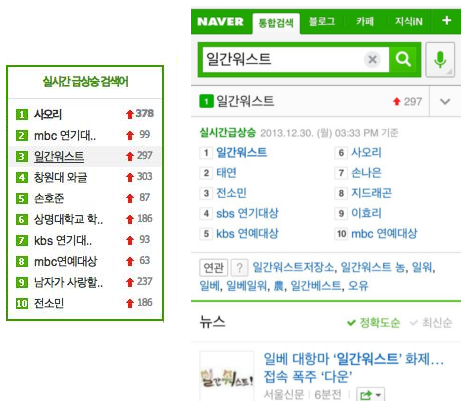 실시간 급상승 검색어
1 사오리 378
2 mbc 연기대.. 99
3 일간워스트 297
4 창원대 와글 303
5 손호준 87
6 상명대학교 학.. 186
7 kbs 연기대.. 93
8 mbc연예대상 63
9 남자가 사랑할.. 237
10 전소민 186
NAVER 통합검색 블로그 카페 지식iN +
일간워스트
1 일간워스트 297
실시간급상승 2013.12.30. (월) 03:33 PM 기준
1 일간워스트 6 사오리
2 태연 7 손나은
3 전소민 8 지드래곤
4 sbs 연기대상 9 이효리
5 kbs 연예대상 10 mbc 연예대상
연관 ? 일간워스트저장소, 일간워스트 농, 일워,
일베, 일베일워, 農, 일간베스트, 오유
뉴스 정확도순 최신순
일간워스트!
일베 대항마 '일간워스트' 화제...
접속 폭주 '다운'
서울신문 6분전